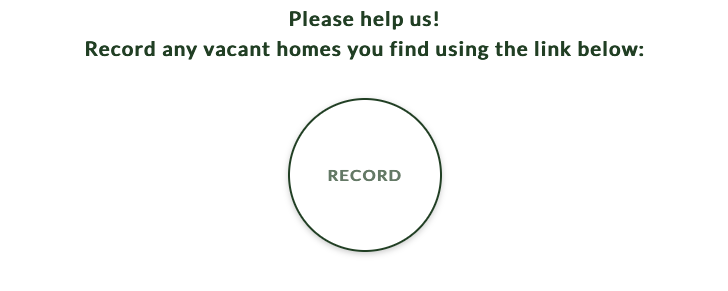 Please help us!
Record any vacant homes you find using the link below:
RECORD